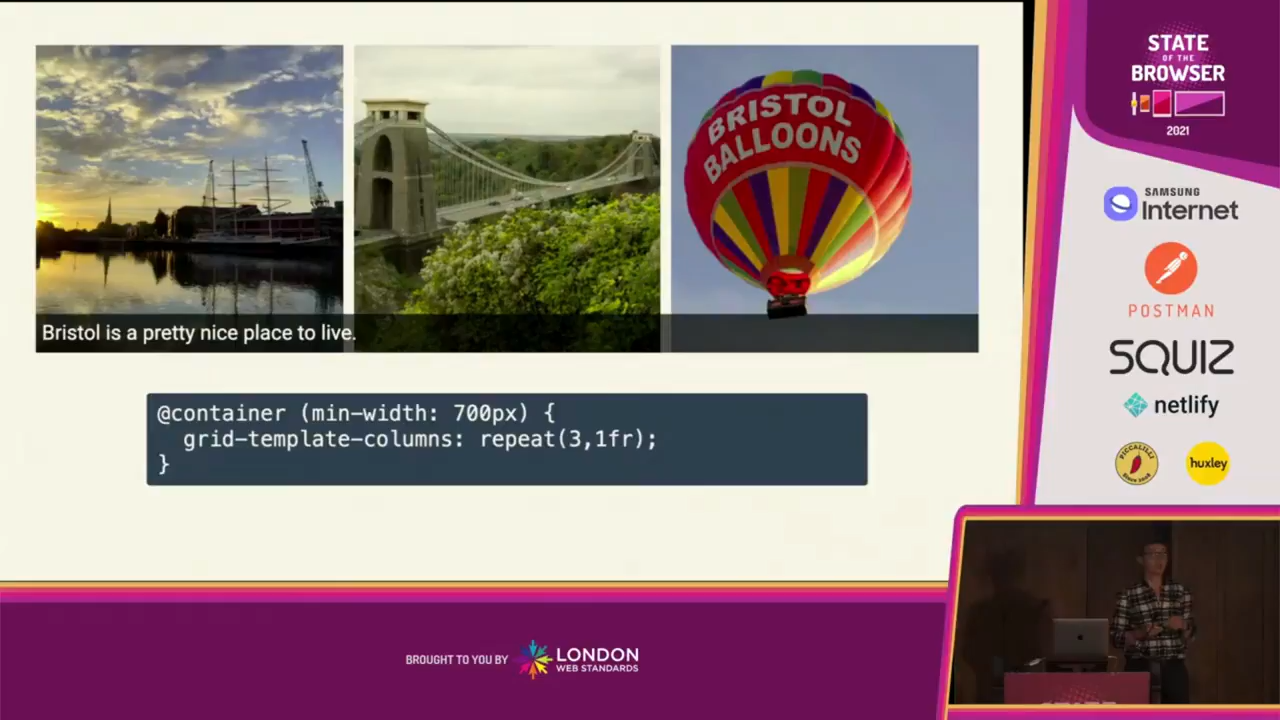 BRISTOL
BALLOONS
Bristol is a pretty nice place to live.
@container (min-width: 700px) {
  grid-template-columns: repeat(3,1fr);
}
STATE
OF THE
BROWSER
2021
SAMSUNG
Internet
POSTMAN
SQUIZ
netlify
PICCALILLI
huxley
BROUGHT TO YOU BY
LONDON
WEB STANDARDS